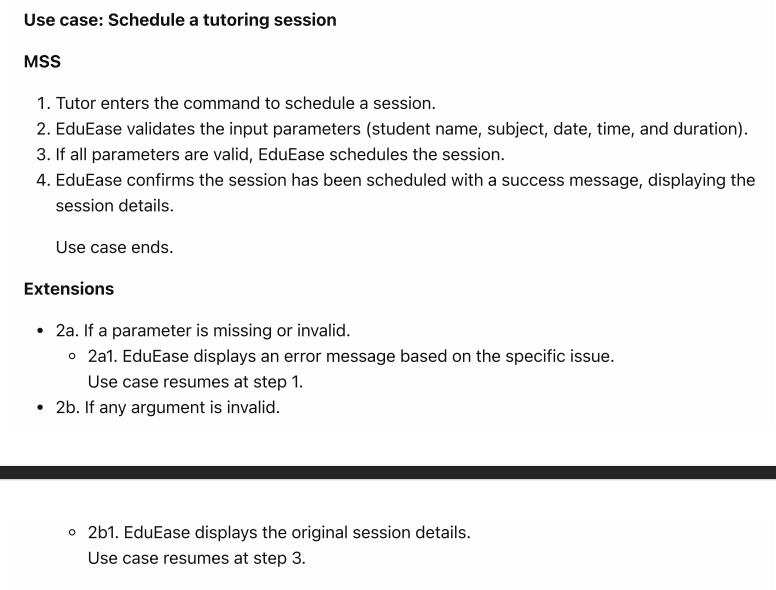 Use case: Schedule a tutoring session
MSS
1. Tutor enters the command to schedule a session.
2. EduEase validates the input parameters (student name, subject, date, time, and duration).
3. If all parameters are valid, EduEase schedules the session.
4. EduEase confirms the session has been scheduled with a success message, displaying the
session details.
Use case ends.
Extensions
• 2a. If a parameter is missing or invalid.
◦ 2a1. EduEase displays an error message based on the specific issue.
Use case resumes at step 1.
• 2b. If any argument is invalid.
◦ 2b1. EduEase displays the original session details.
Use case resumes at step 3.